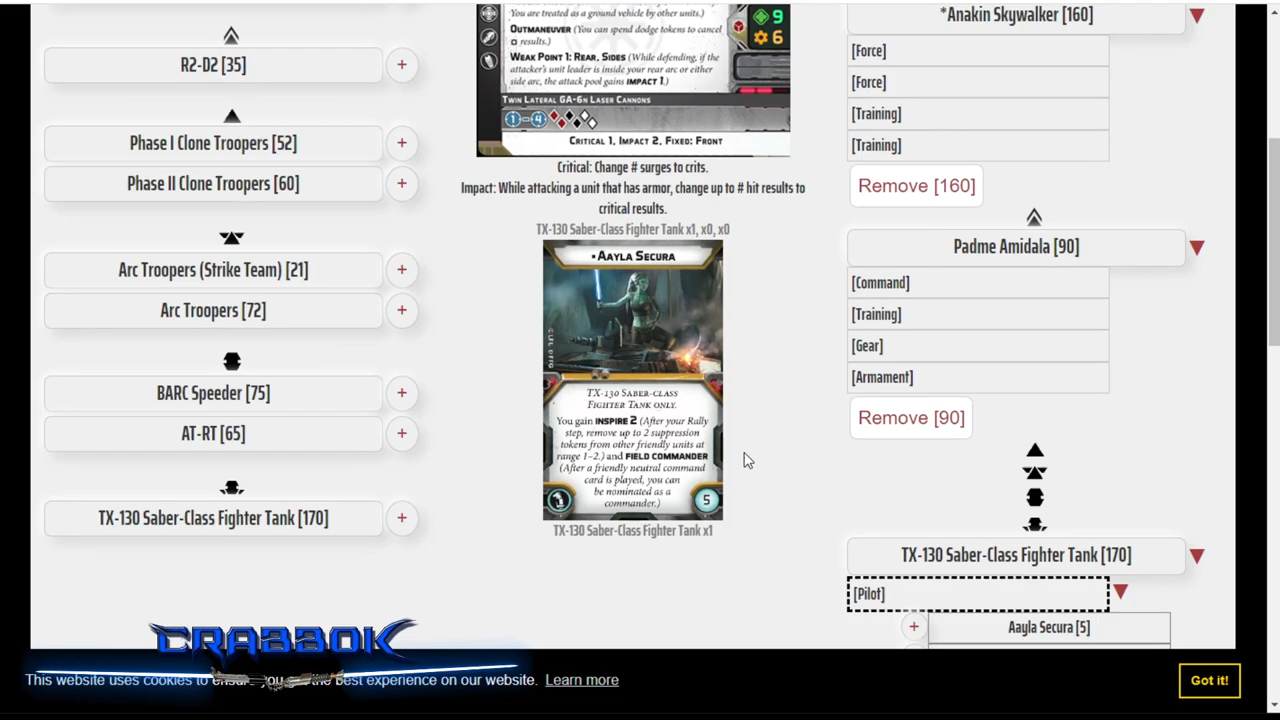 R2-D2 [35]
+
Phase I Clone Troopers [52]
+
Phase II Clone Troopers [60]
+
Arc Troopers (Strike Team) [21]
+
Arc Troopers [72]
+
BARC Speeder [75]
+
AT-RT [65]
+
TX-130 Saber-Class Fighter Tank [170]
+
You are treated as a ground vehicle by other units.)
Outmaneuver (You can spend dodge tokens to cancel
results.)
Weak Point 1: Rear, Sides (While defending, if the
attacker's unit leader is inside your rear arc or either
side arc, the attack pool gains Impact 1.)
9
6
Twin Lateral GA-6n Laser Cannons
1 - 4
Critical 1, Impact 2, Fixed: Front
Critical: Change # surges to crits.
Impact: While attacking a unit that has armor, change up to # hit results to
critical results.
TX-130 Saber-Class Fighter Tank x1, x0, x0
•Aayla Secura
TX-130 Saber-class
Fighter Tank only.
You gain Inspire 2 (After your Rally
step, remove up to 2 suppression
tokens from other friendly units at
range 1–2.) and Field Commander
(After a friendly neutral command
card is played, you can
be nominated as a
commander.)
5
TX-130 Saber-Class Fighter Tank x1
*Anakin Skywalker [160]
[Force]
[Force]
[Training]
[Training]
Remove [160]
Padme Amidala [90]
[Command]
[Training]
[Gear]
[Armament]
Remove [90]
TX-130 Saber-Class Fighter Tank [170]
[Pilot]
+
Aayla Secura [5]
CRABBOK
This website uses cookies to ensure you get the best experience on our website. Learn more
Got it!